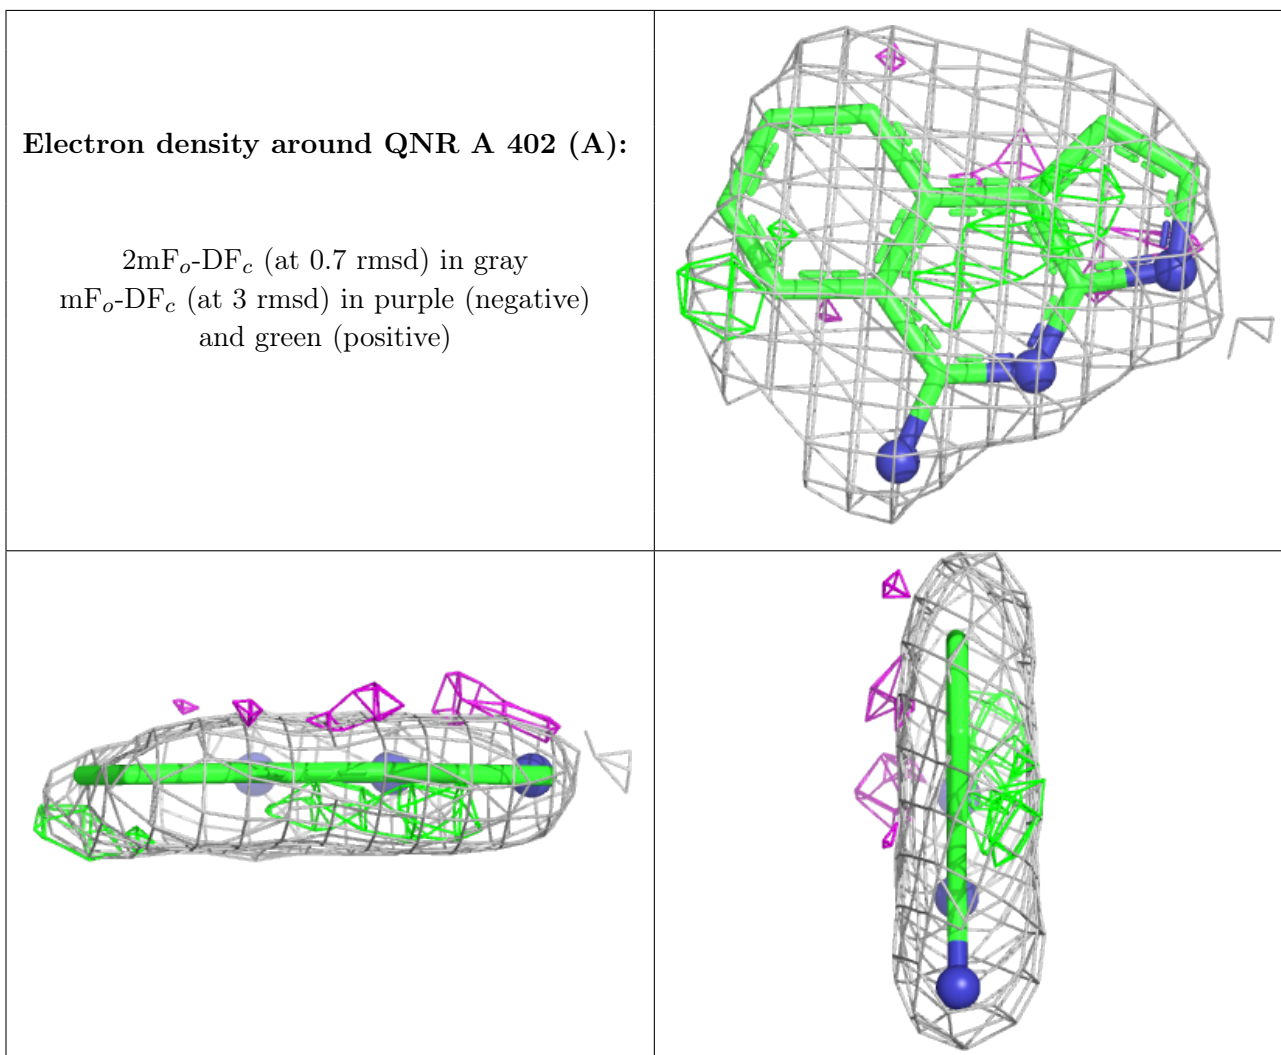 Electron density around QNR A 402 (A):
2mFₒ-DF𝒸 (at 0.7 rmsd) in gray
mFₒ-DF𝒸 (at 3 rmsd) in purple (negative)
and green (positive)